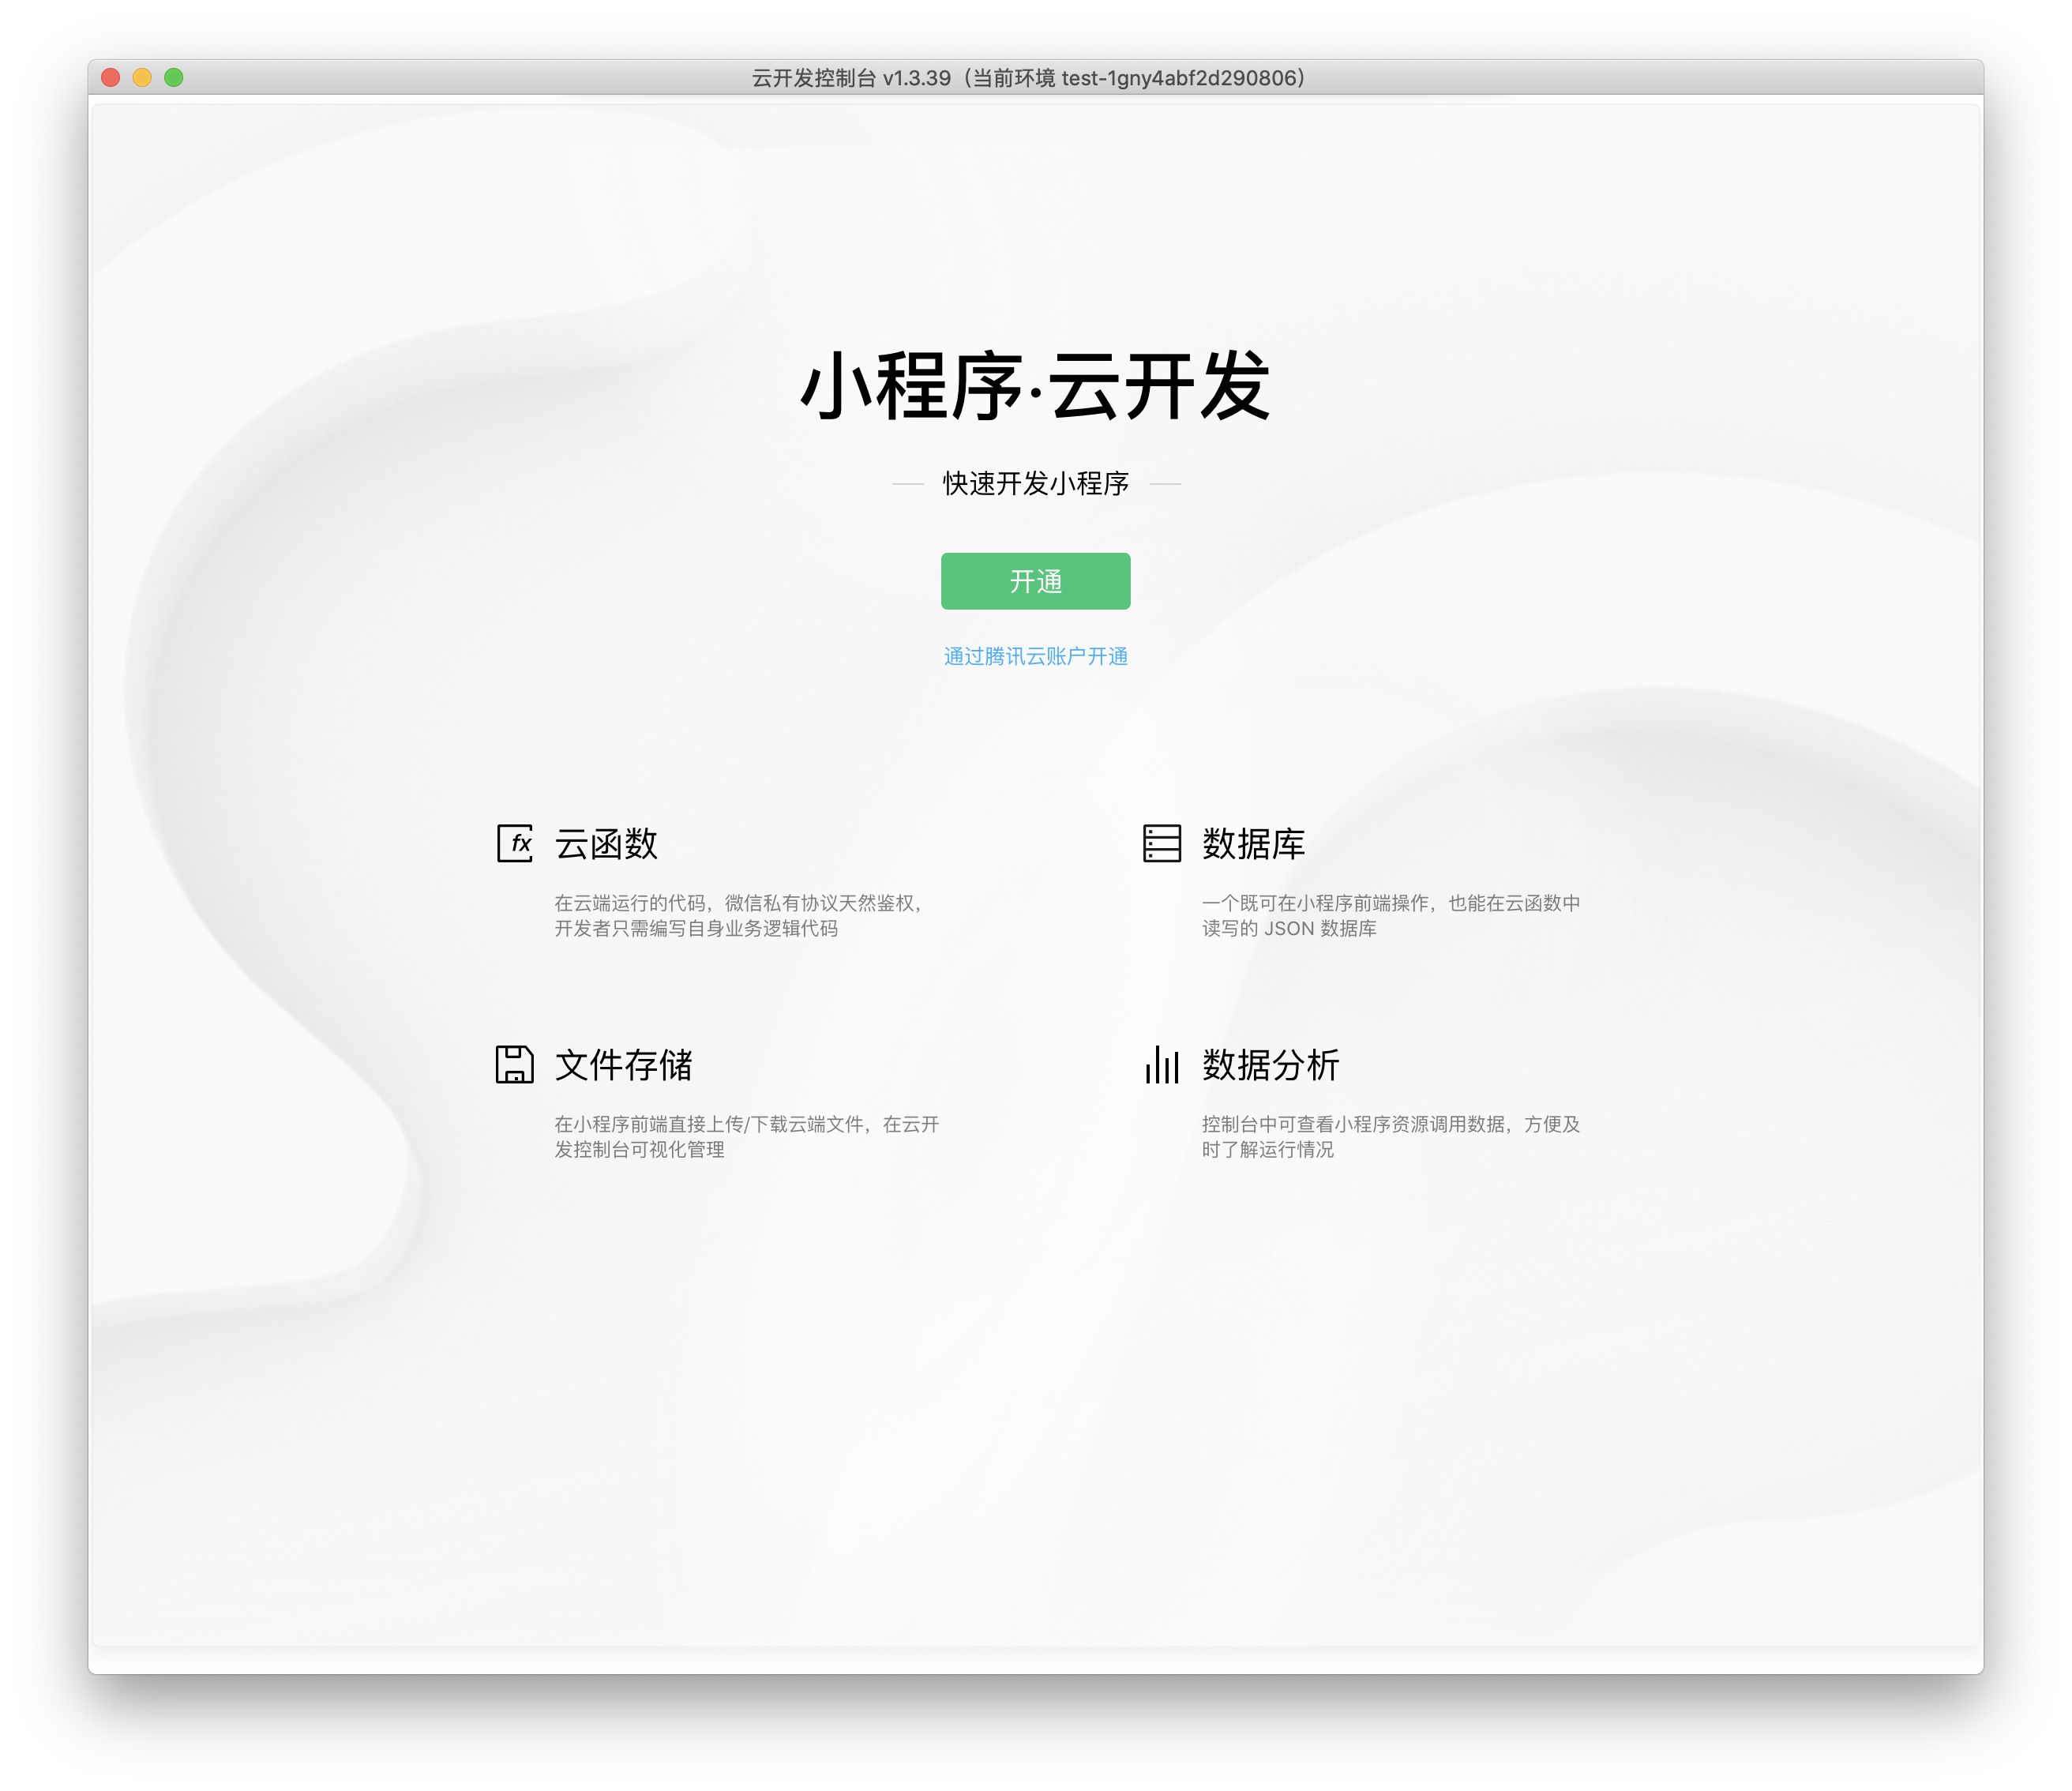 云开发控制台 v1.3.39（当前环境 test-1gny4abf2d290806）
小程序·云开发
快速开发小程序
开通
通过腾讯云账户开通
fx 云函数
在云端运行的代码，微信私有协议天然鉴权，
开发者只需编写自身业务逻辑代码
数据库
一个既可在小程序前端操作，也能在云函数中
读写的 JSON 数据库
文件存储
在小程序前端直接上传/下载云端文件，在云开
发控制台可视化管理
数据分析
控制台中可查看小程序资源调用数据，方便及
时了解运行情况